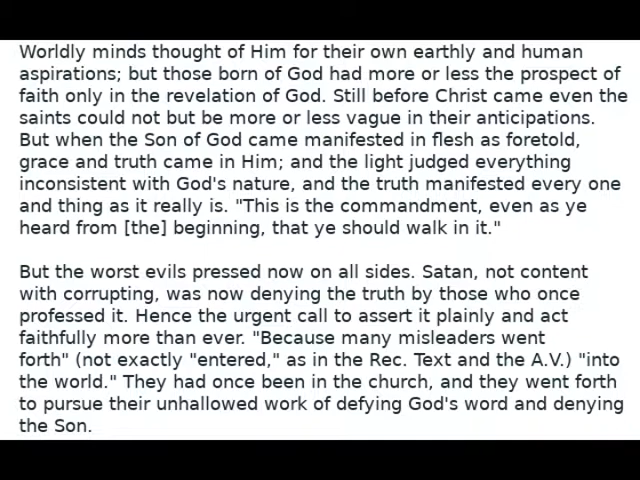 Worldly minds thought of Him for their own earthly and human
aspirations; but those born of God had more or less the prospect of
faith only in the revelation of God. Still before Christ came even the
saints could not but be more or less vague in their anticipations.
But when the Son of God came manifested in flesh as foretold,
grace and truth came in Him; and the light judged everything
inconsistent with God's nature, and the truth manifested every one
and thing as it really is. "This is the commandment, even as ye
heard from [the] beginning, that ye should walk in it."
But the worst evils pressed now on all sides. Satan, not content
with corrupting, was now denying the truth by those who once
professed it. Hence the urgent call to assert it plainly and act
faithfully more than ever. "Because many misleaders went
forth" (not exactly "entered," as in the Rec. Text and the A.V.) "into
the world." They had once been in the church, and they went forth
to pursue their unhallowed work of defying God's word and denying
the Son.